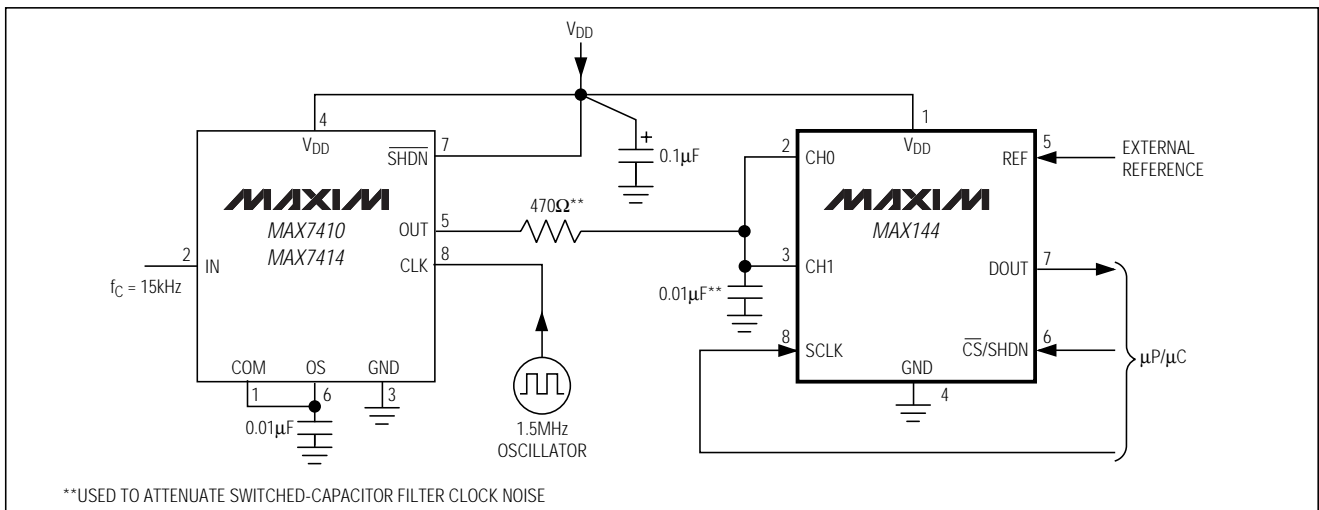 VDD
4
VDD
7
SHDN
+
0.1µF
MAXIM
MAX7410
MAX7414
OUT
5
470Ω**
8
CLK
2
IN
fC = 15kHz
COM
OS
GND
1
6
3
0.01µF
1.5MHz
OSCILLATOR
1
VDD
2
CH0
5
REF
EXTERNAL
REFERENCE
MAXIM
MAX144
3
CH1
0.01µF**
7
DOUT
8
SCLK
6
CS/SHDN
µP/µC
GND
4
**USED TO ATTENUATE SWITCHED-CAPACITOR FILTER CLOCK NOISE